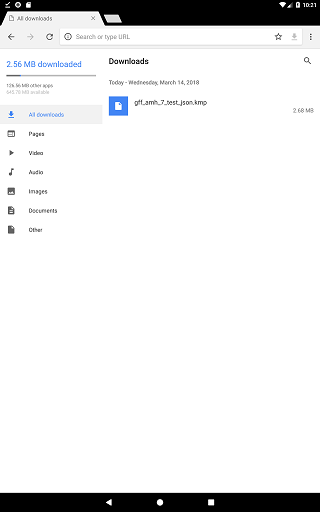 10:21
All downloads
Search or type URL
2.56 MB downloaded
126.56 MB other apps
645.75 MB available
All downloads
Pages
Video
Audio
Images
Documents
Other
Downloads
Today - Wednesday, March 14, 2018
gff_amh_7_test_json.kmp
2.68 MB